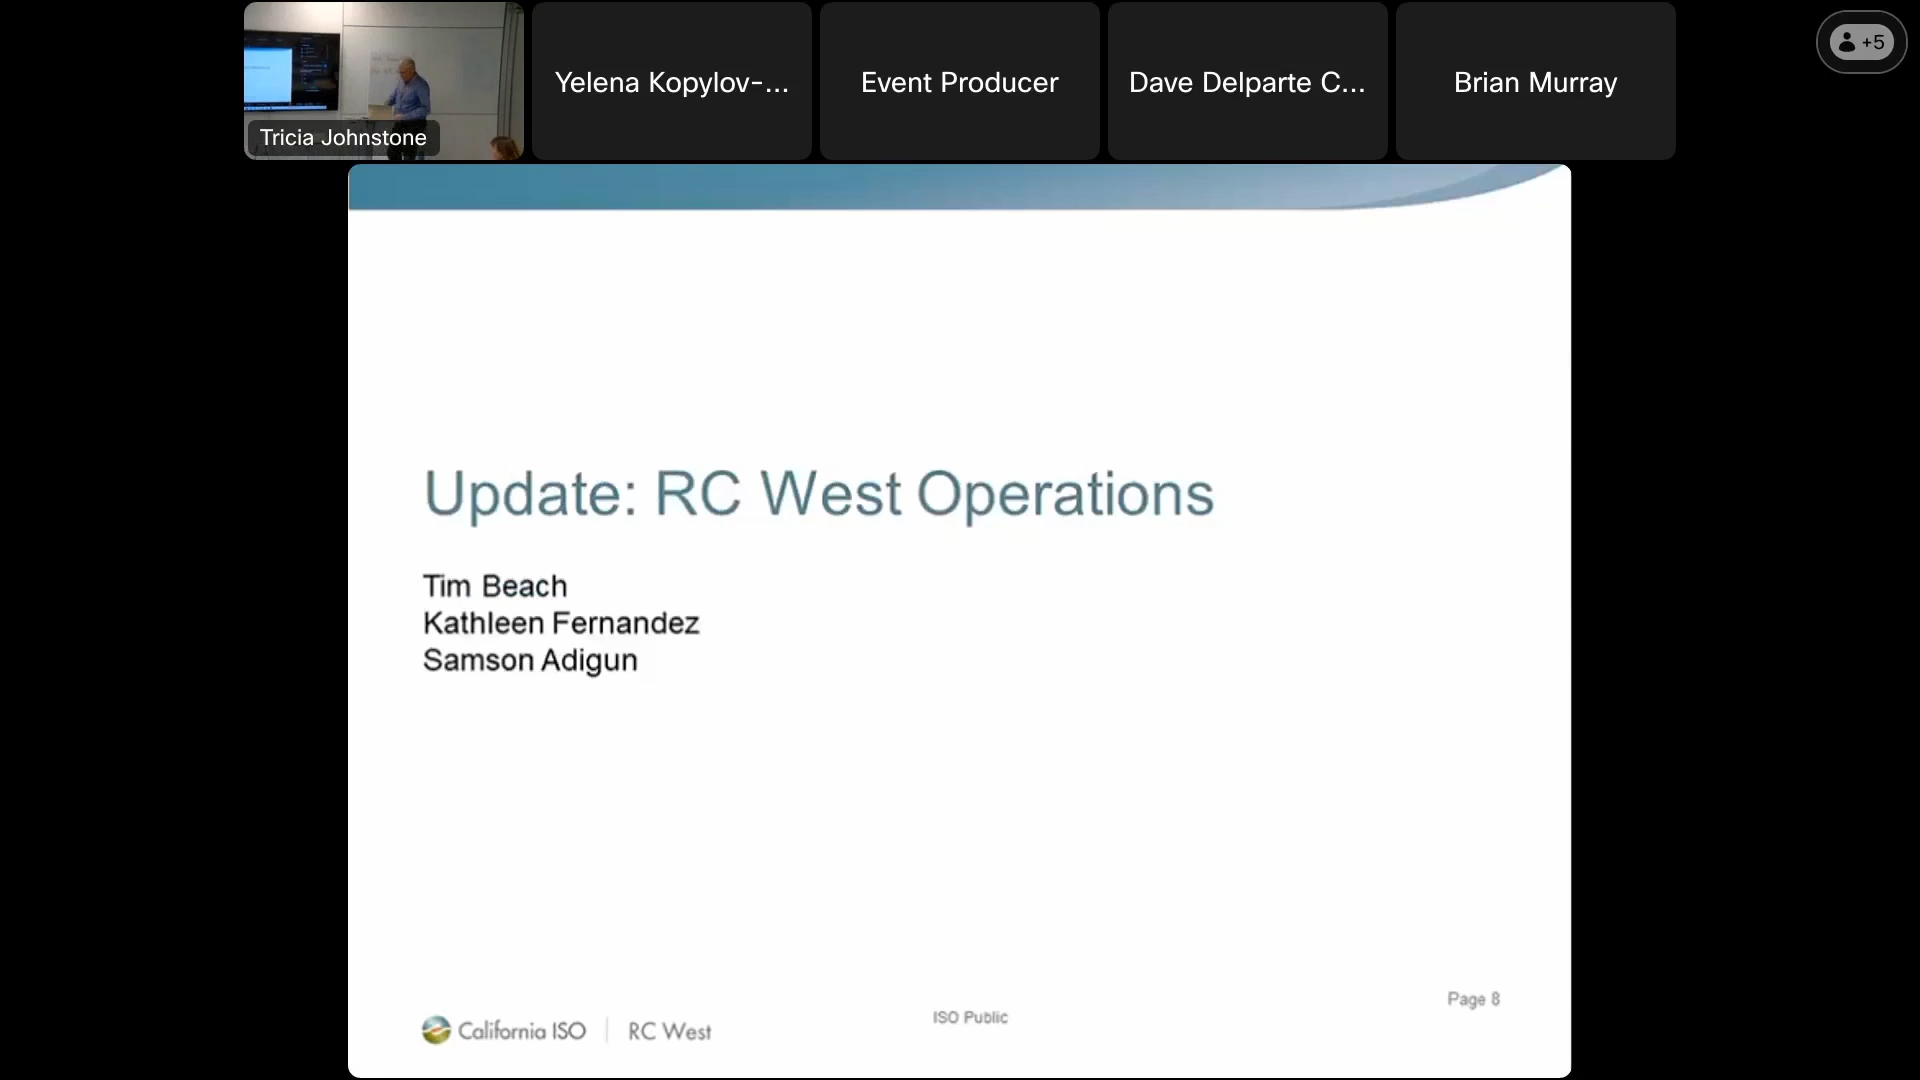 Tricia Johnstone
Yelena Kopylov-...
Event Producer
Dave Delparte C...
Brian Murray
+5
Update: RC West Operations
Tim Beach
Kathleen Fernandez
Samson Adigun
Page 8
California ISO | RC West
ISO Public